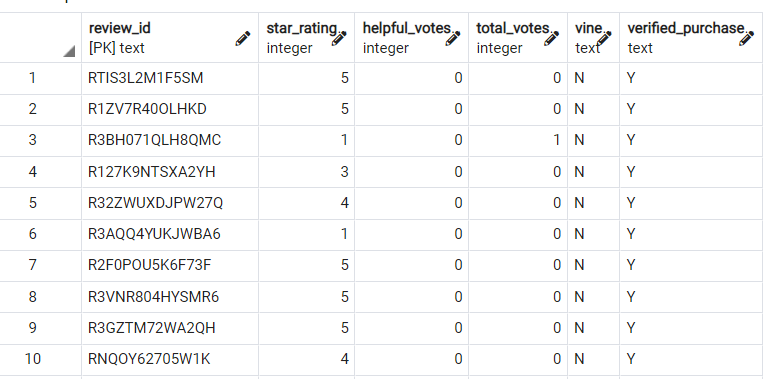 review_id star_rating helpful_votes total_votes vine verified_purchase
[PK] text integer integer integer text text
1 RTIS3L2M1F5SM 5 0 0 N Y
2 R1ZV7R40OLHKD 5 0 0 N Y
3 R3BH071QLH8QMC 1 0 1 N Y
4 R127K9NTSXA2YH 3 0 0 N Y
5 R32ZWUXDJPW27Q 4 0 0 N Y
6 R3AQQ4YUKJWBA6 1 0 0 N Y
7 R2F0POU5K6F73F 5 0 0 N Y
8 R3VNR804HYSMR6 5 0 0 N Y
9 R3GZTM72WA2QH 5 0 0 N Y
10 RNQOY62705W1K 4 0 0 N Y